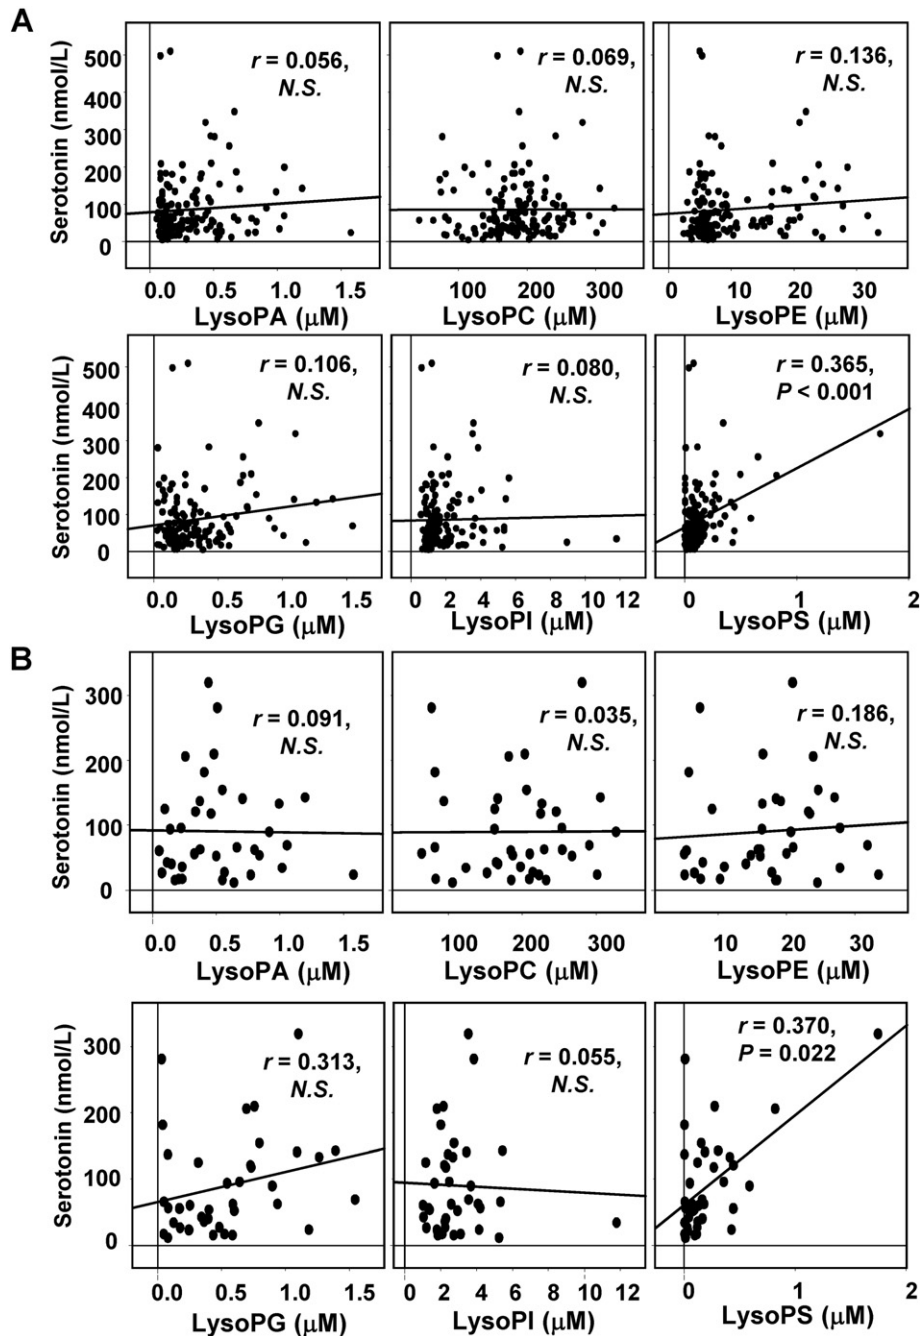 A
Serotonin (nmol/L)
500
400
300
200
100
0
r = 0.056,
N.S.
0.0 0.5 1.0 1.5
LysoPA (μM)
r = 0.069,
N.S.
100 200 300
LysoPC (μM)
r = 0.136,
N.S.
0 10 20 30
LysoPE (μM)
Serotonin (nmol/L)
500
400
300
200
100
0
r = 0.106,
N.S.
0.0 0.5 1.0 1.5
LysoPG (μM)
r = 0.080,
N.S.
0 2 4 6 8 10 12
LysoPI (μM)
r = 0.365,
P < 0.001
0 1 2
LysoPS (μM)
B
Serotonin (nmol/L)
300
200
100
0
r = 0.091,
N.S.
0.0 0.5 1.0 1.5
LysoPA (μM)
r = 0.035,
N.S.
100 200 300
LysoPC (μM)
r = 0.186,
N.S.
10 20 30
LysoPE (μM)
Serotonin (nmol/L)
300
200
100
0
r = 0.313,
N.S.
0.0 0.5 1.0 1.5
LysoPG (μM)
r = 0.055,
N.S.
0 2 4 6 8 10 12
LysoPI (μM)
r = 0.370,
P = 0.022
0 1 2
LysoPS (μM)